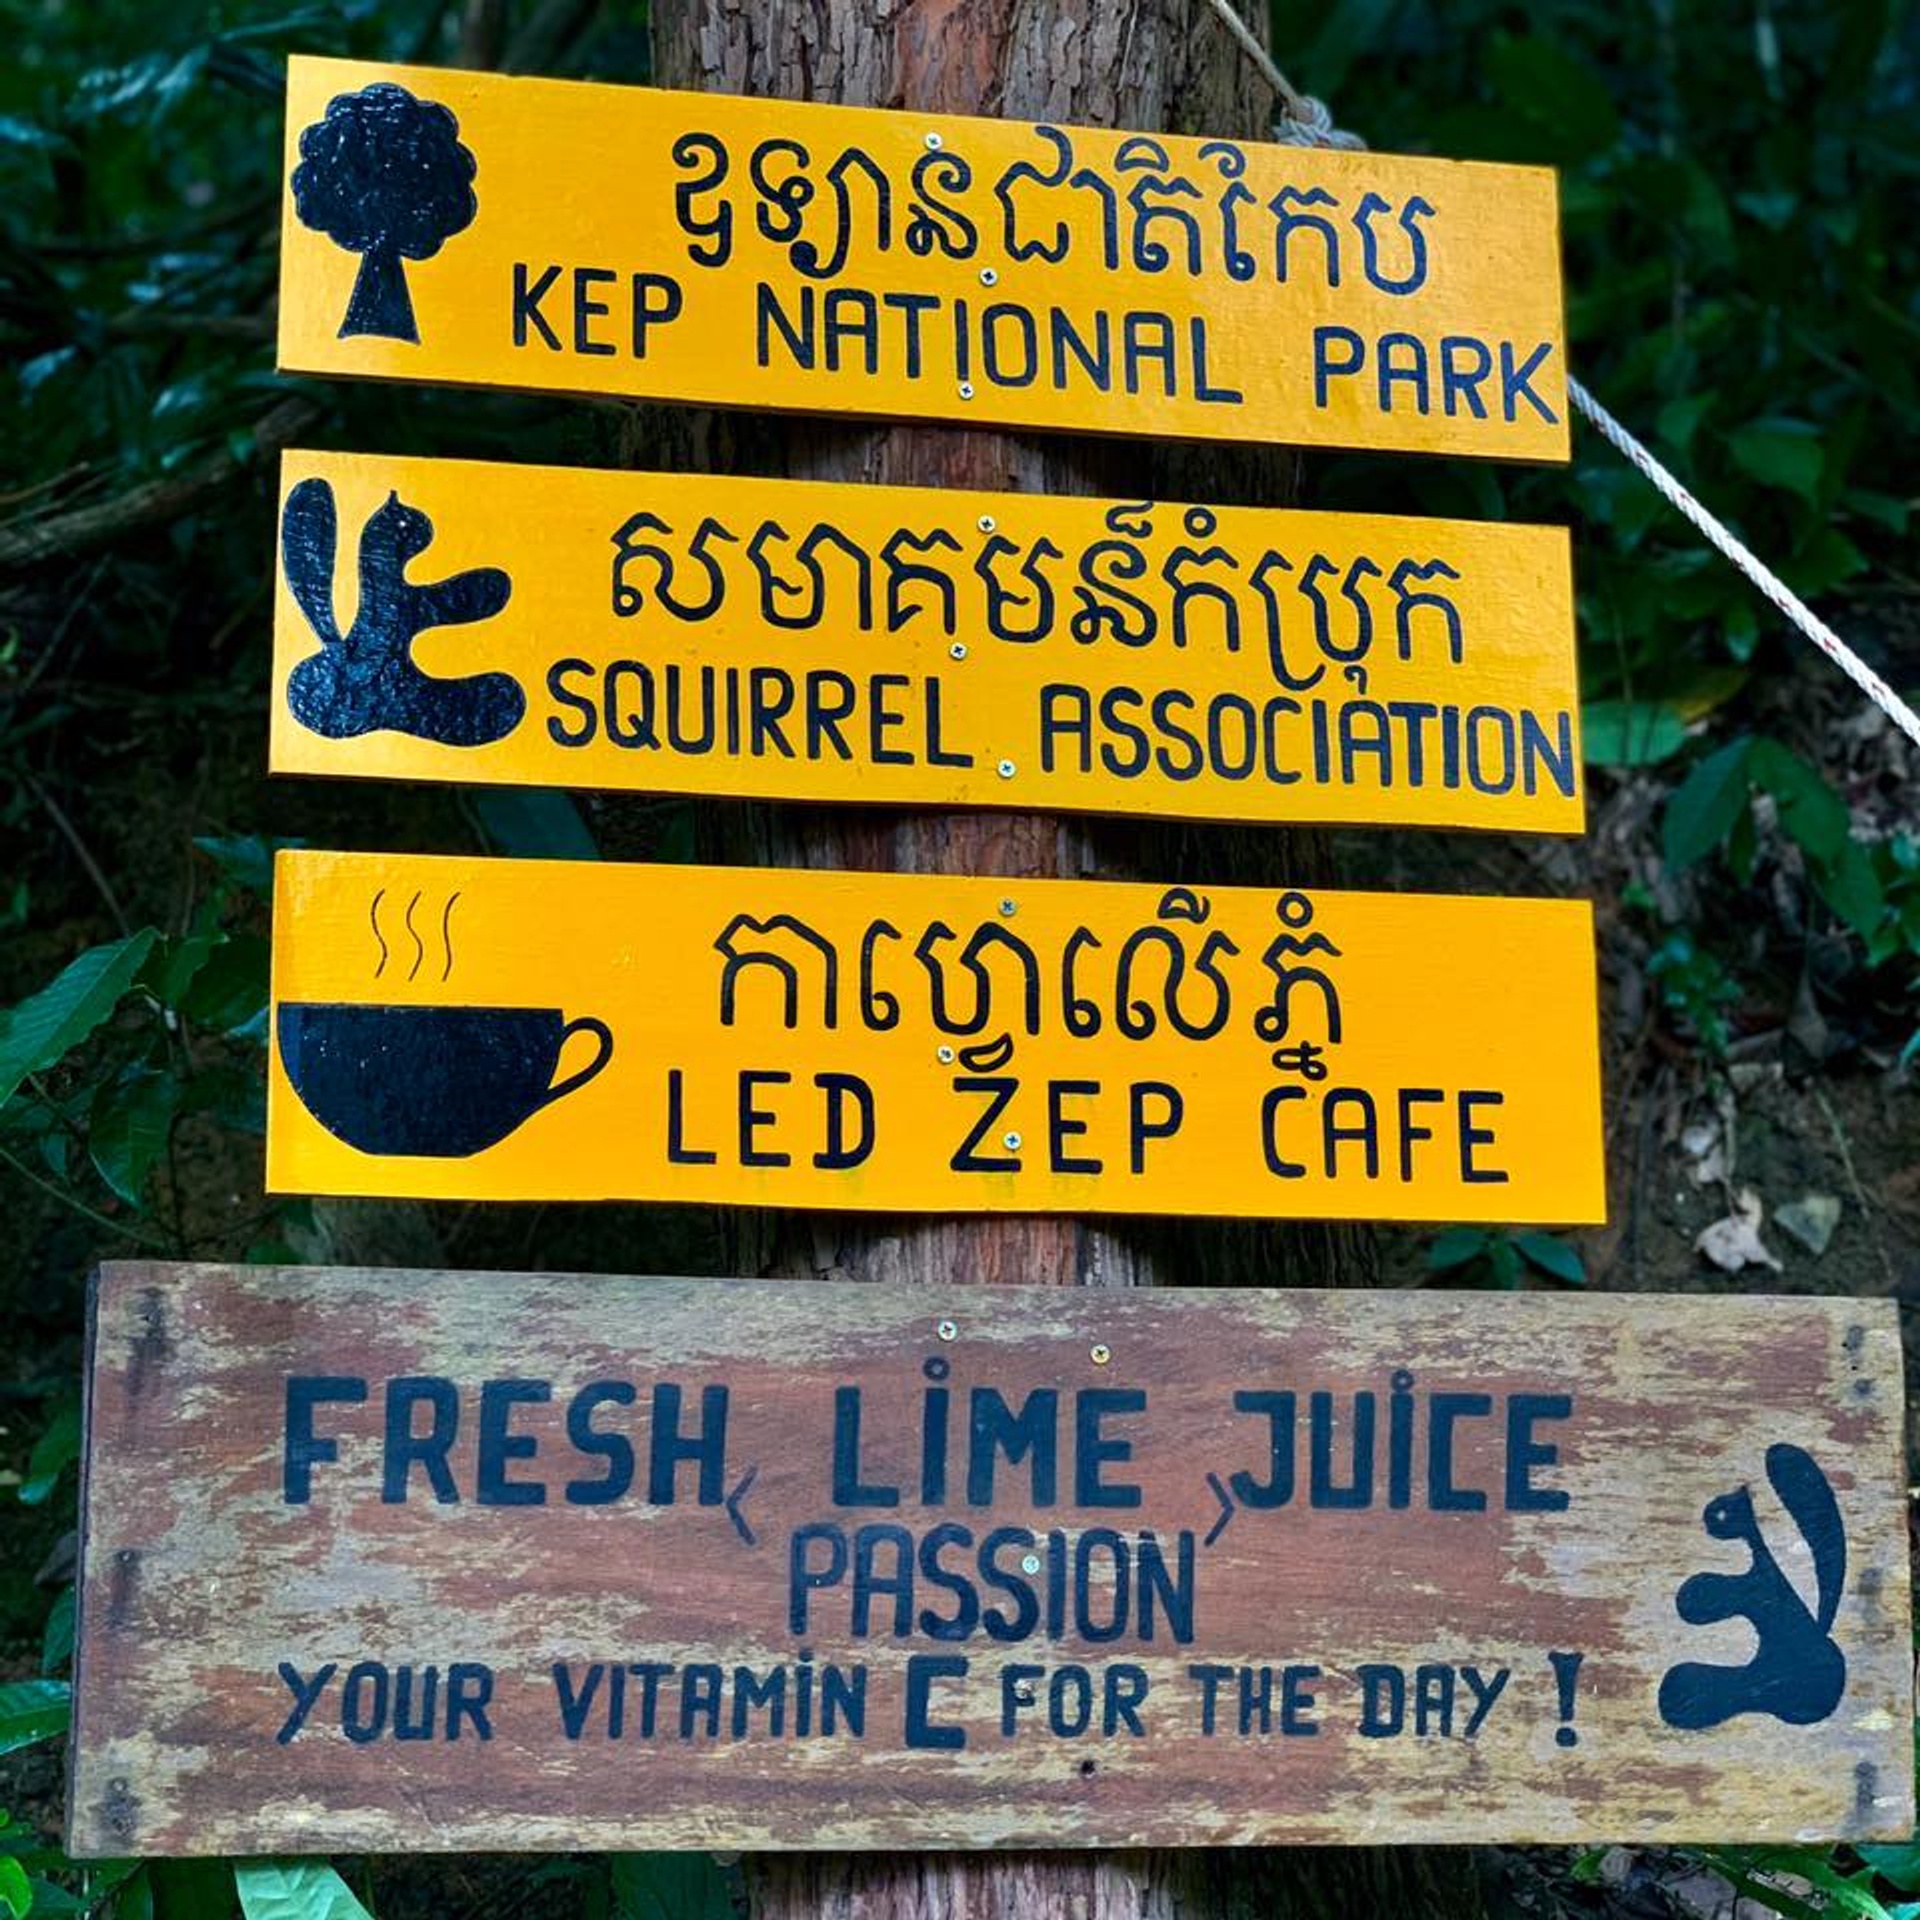 ឧទ្យានជាតិកែប
KEP NATIONAL PARK
សមាគមន៍កំប្រុក
SQUIRREL ASSOCIATION
កាហ្វេលើភ្នំ
LED ZEP CAFE
FRESH LIME JUICE
< PASSION >
YOUR VITAMIN C FOR THE DAY !